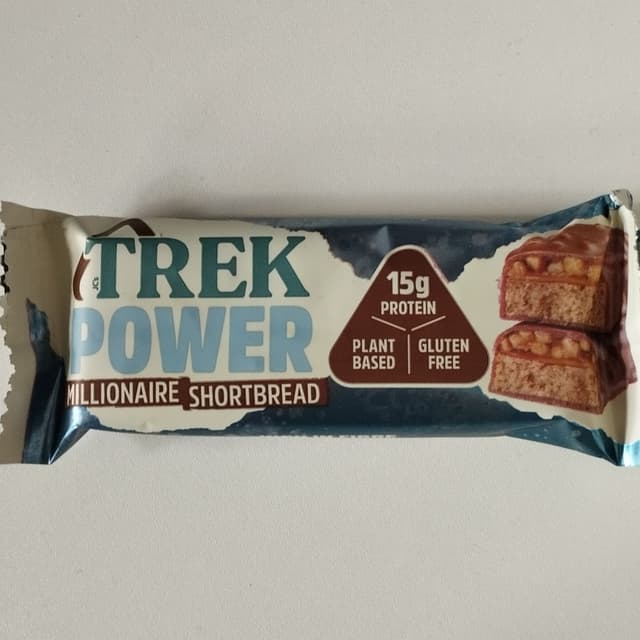 TREK
POWER
MILLIONAIRE SHORTBREAD
15g
PROTEIN
PLANT
BASED
GLUTEN
FREE